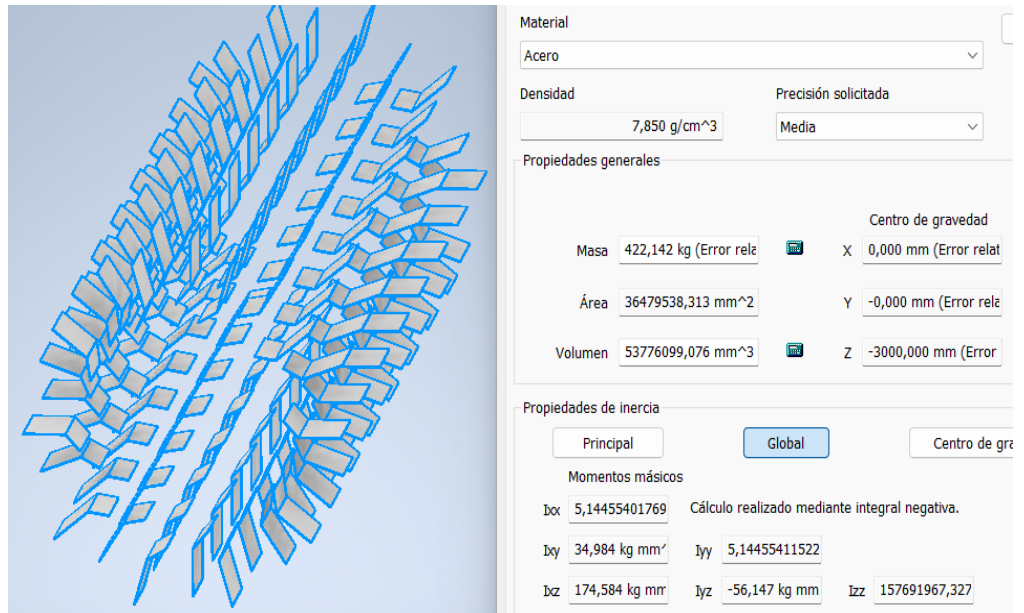 Material
Acero
Densidad Precisión solicitada
7,850 g/cm^3 Media
Propiedades generales
Centro de gravedad
Masa 422,142 kg (Error rela X 0,000 mm (Error relat
Área 36479538,313 mm^2 Y -0,000 mm (Error rela
Volumen 53776099,076 mm^3 Z -3000,000 mm (Error
Propiedades de inercia
Principal Global Centro de gra
Momentos másicos
Ixx 5,14455401769 Cálculo realizado mediante integral negativa.
Ixy 34,984 kg mm^ Iyy 5,14455411522
Ixz 174,584 kg mm Iyz -56,147 kg mm Izz 157691967,327